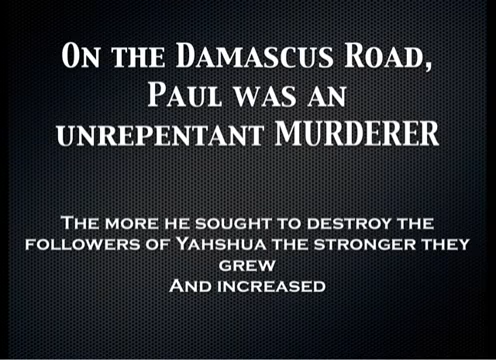 On the Damascus Road,
Paul was an
unrepentant MURDERER
The more he sought to destroy the
followers of Yahshua the stronger they
grew
And increased